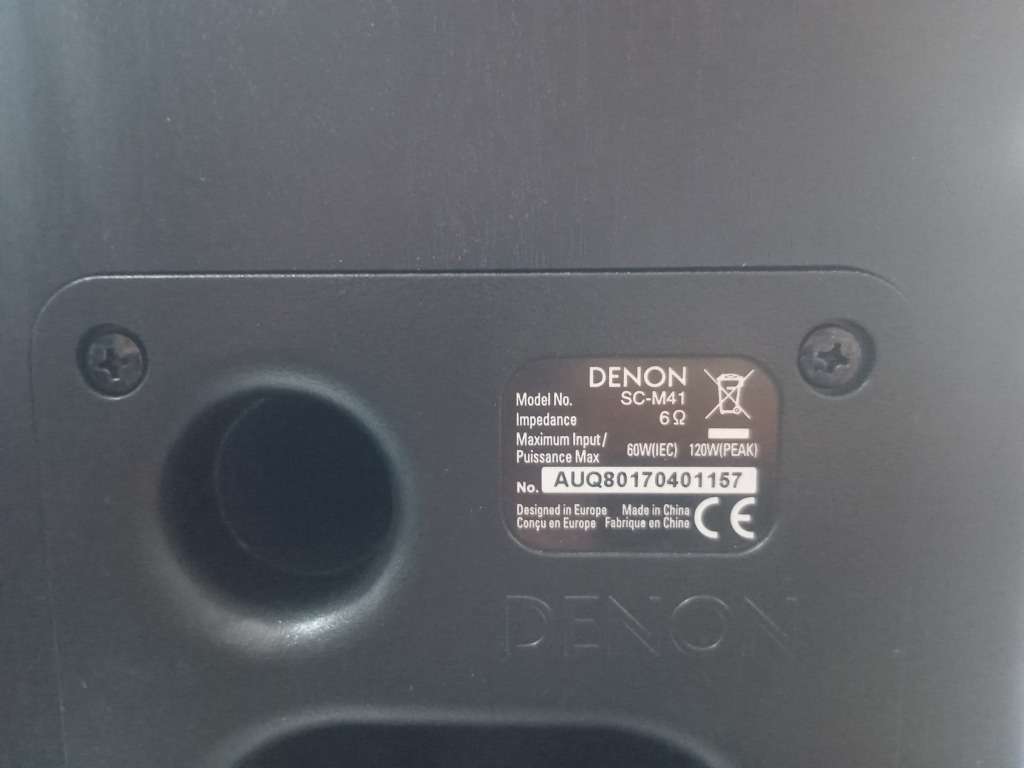 DENON
Model No. SC-M41
Impedance 6Ω
Maximum Input/
Puissance Max 60W(IEC) 120W(PEAK)
No. AUQ80170401157
Designed in Europe Made in China
Conçu en Europe Fabrique en China
CE
DENON